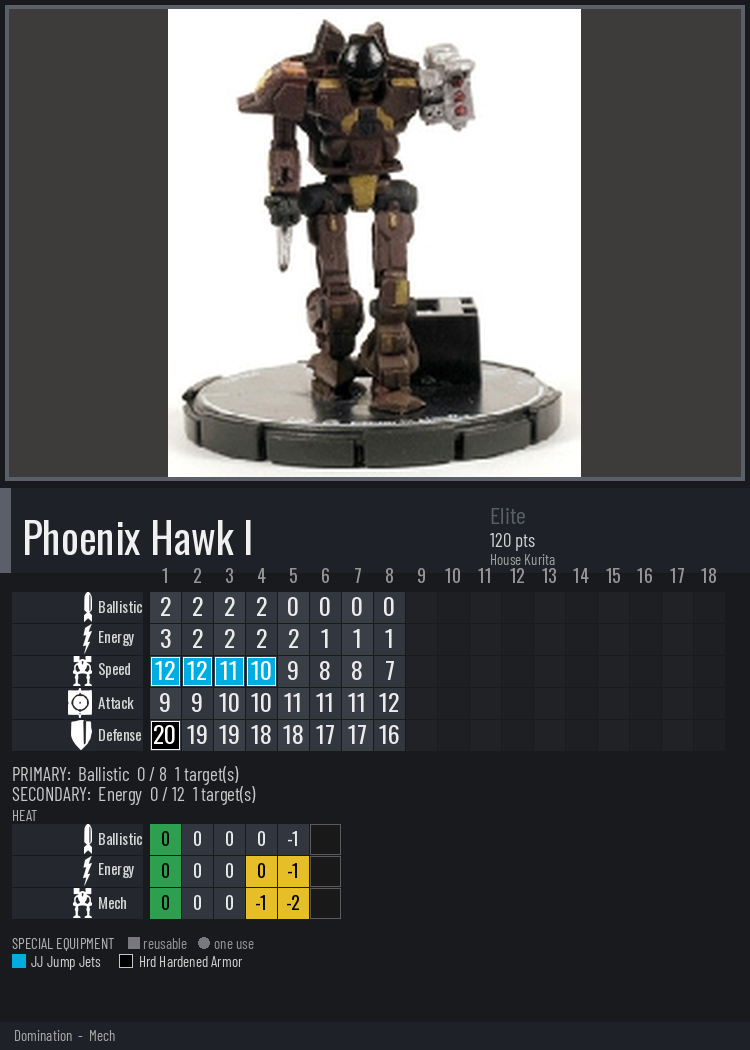 Phoenix Hawk I
Elite
120 pts
House Kurita
1 2 3 4 5 6 7 8 9 10 11 12 13 14 15 16 17 18
Ballistic 2 2 2 2 0 0 0 0
Energy 3 2 2 2 2 1 1 1
Speed 12 12 11 10 9 8 8 7
Attack 9 9 10 10 11 11 11 12
Defense 20 19 19 18 18 17 17 16
PRIMARY: Ballistic 0 / 8 1 target(s)
SECONDARY: Energy 0 / 12 1 target(s)
HEAT
Ballistic 0 0 0 0 -1
Energy 0 0 0 0 -1
Mech 0 0 0 -1 -2
SPECIAL EQUIPMENT reusable one use
JJ Jump Jets Hrd Hardened Armor
Domination - Mech